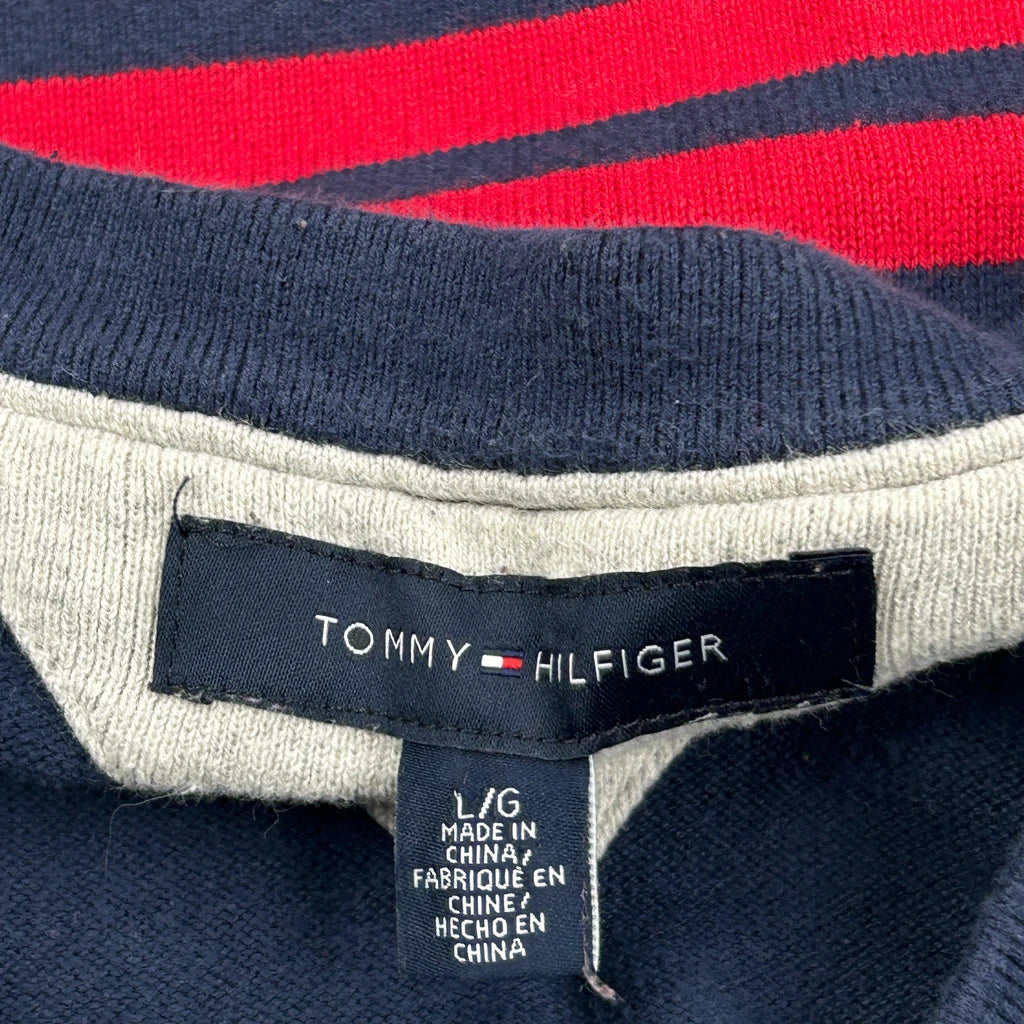 TOMMY HILFIGER
L/G
MADE IN
CHINA/
FABRIQUÉ EN
CHINE/
HECHO EN
CHINA